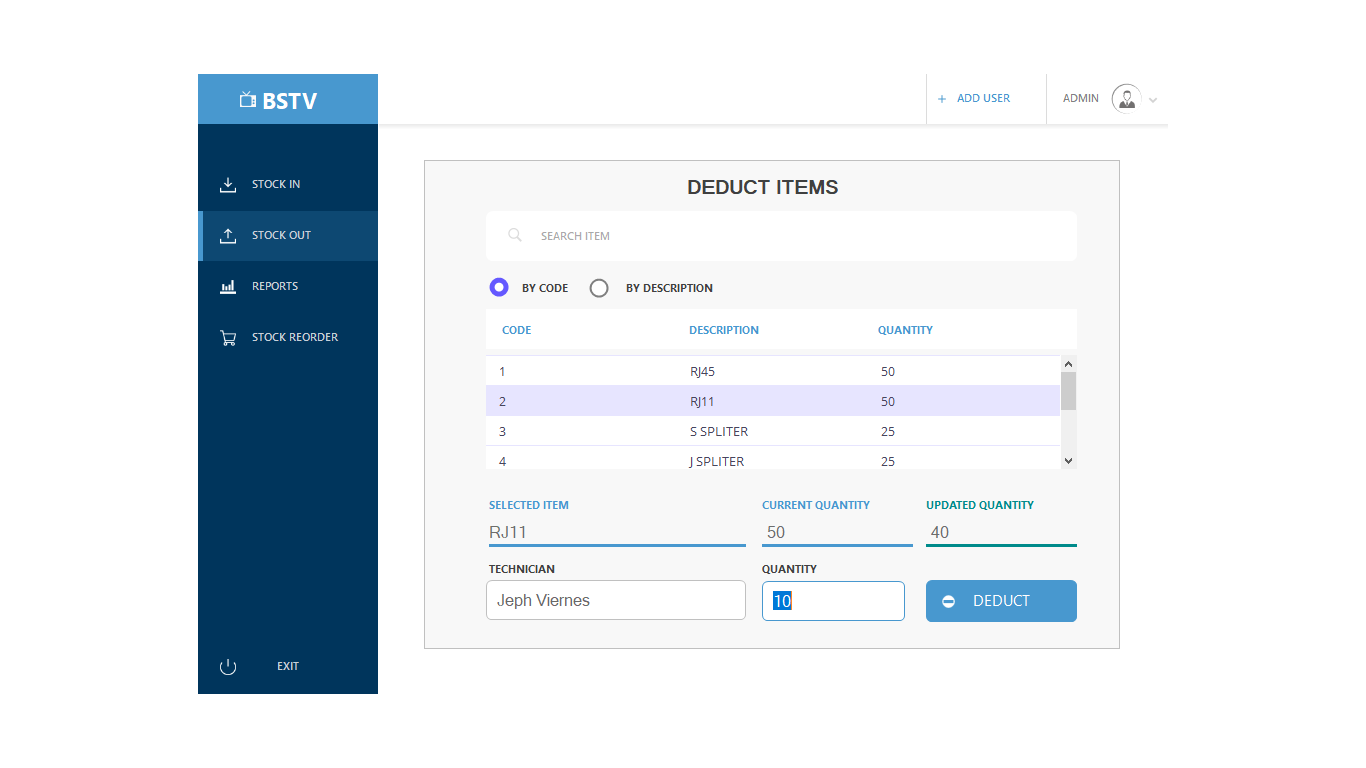 BSTV
+ ADD USER
ADMIN
STOCK IN
STOCK OUT
REPORTS
STOCK REORDER
EXIT
DEDUCT ITEMS
SEARCH ITEM
BY CODE BY DESCRIPTION
CODE DESCRIPTION QUANTITY
1 RJ45 50
2 RJ11 50
3 S SPLITER 25
4 J SPLITER 25
SELECTED ITEM CURRENT QUANTITY UPDATED QUANTITY
RJ11 50 40
TECHNICIAN QUANTITY
Jeph Viernes 10 DEDUCT